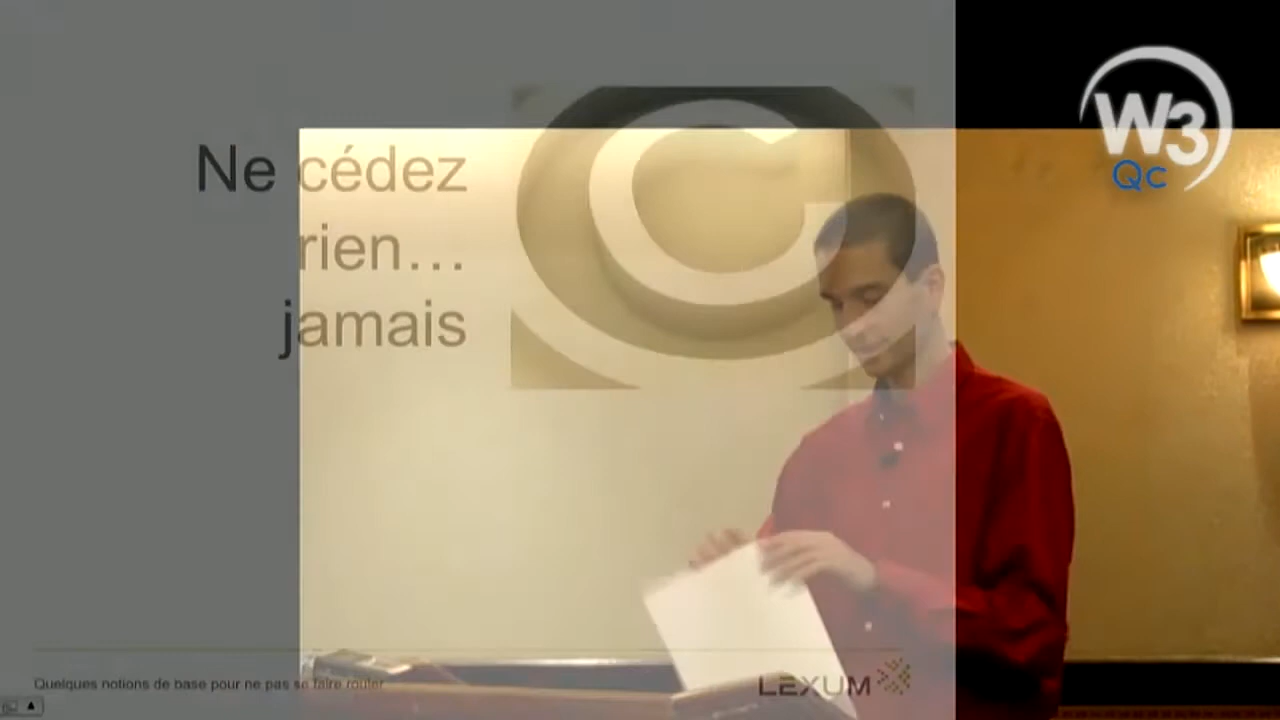 W3
Qc
Ne cédez
rien…
jamais
Quelques notions de base pour ne pas se faire rouler
LEXUM